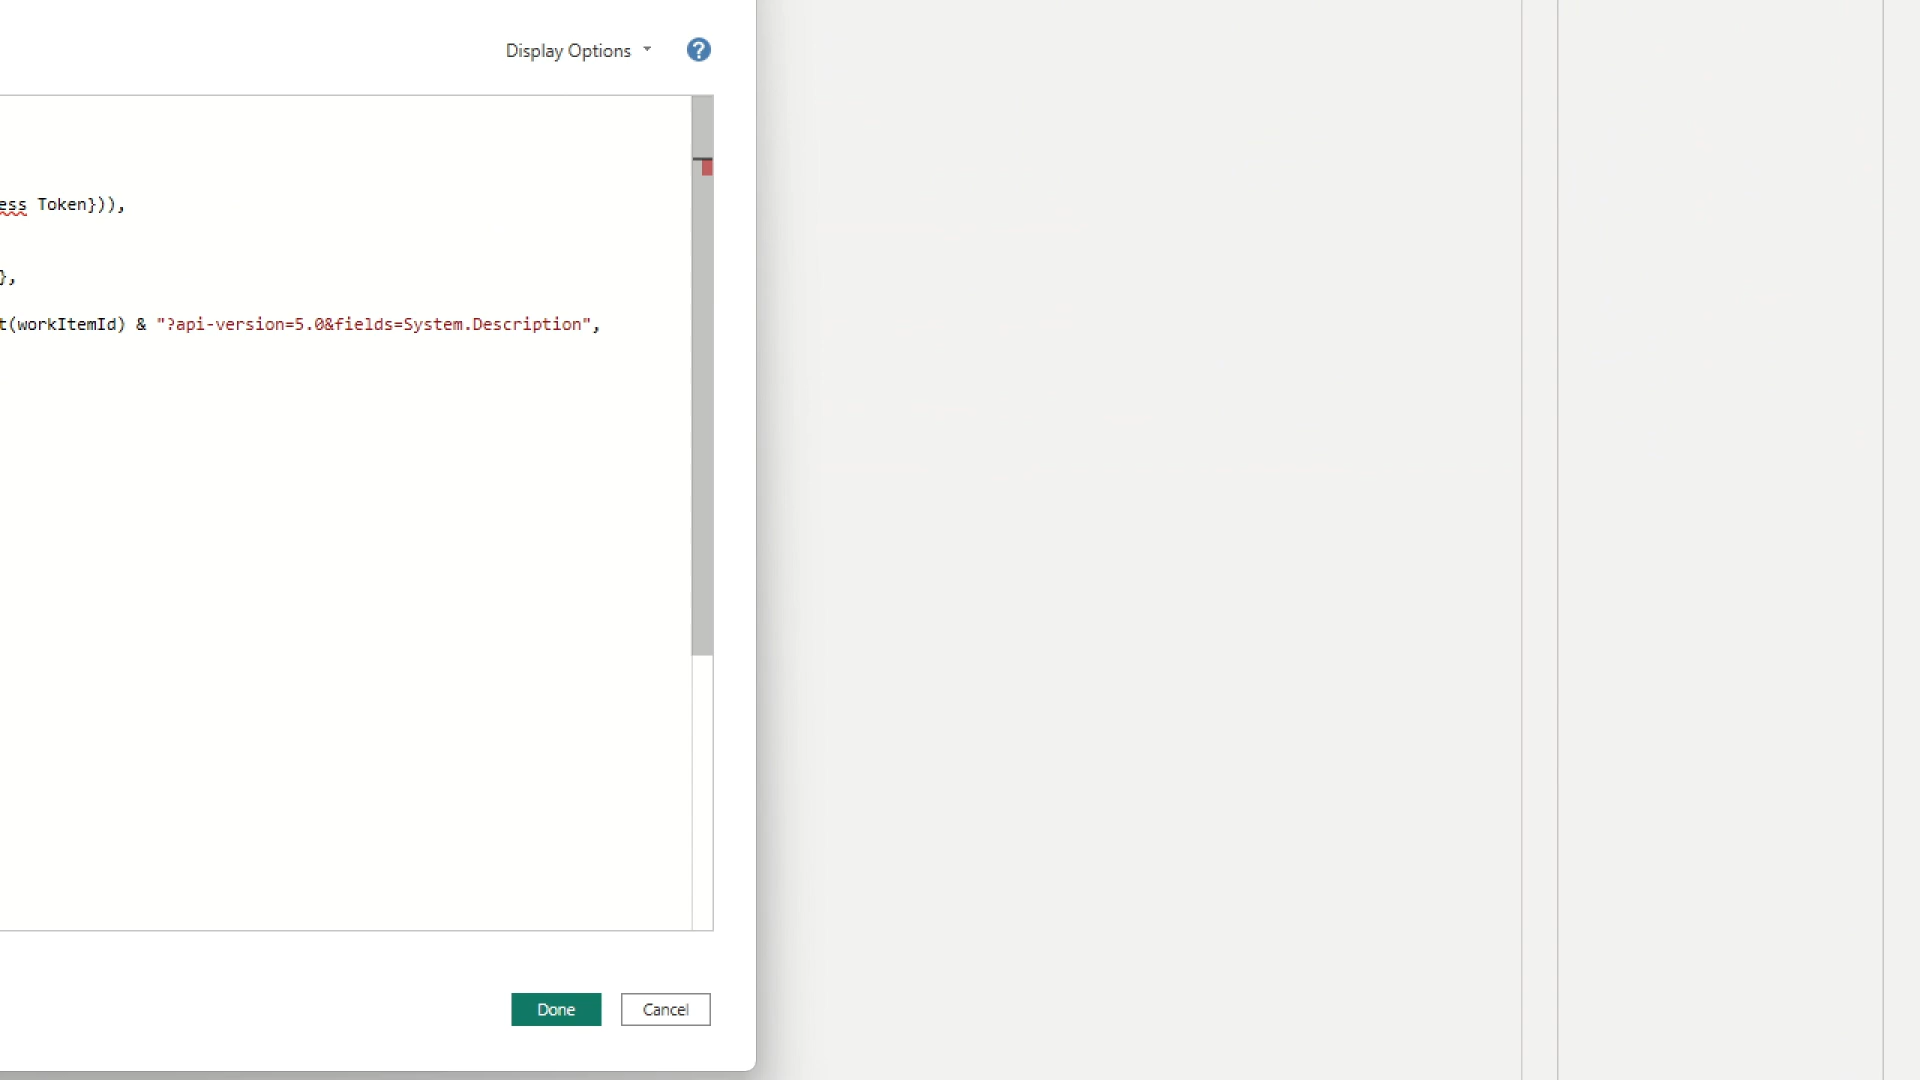 Display Options
ess Token})),
},
t(workItemId) & "?api-version=5.0&fields=System.Description",
Done Cancel